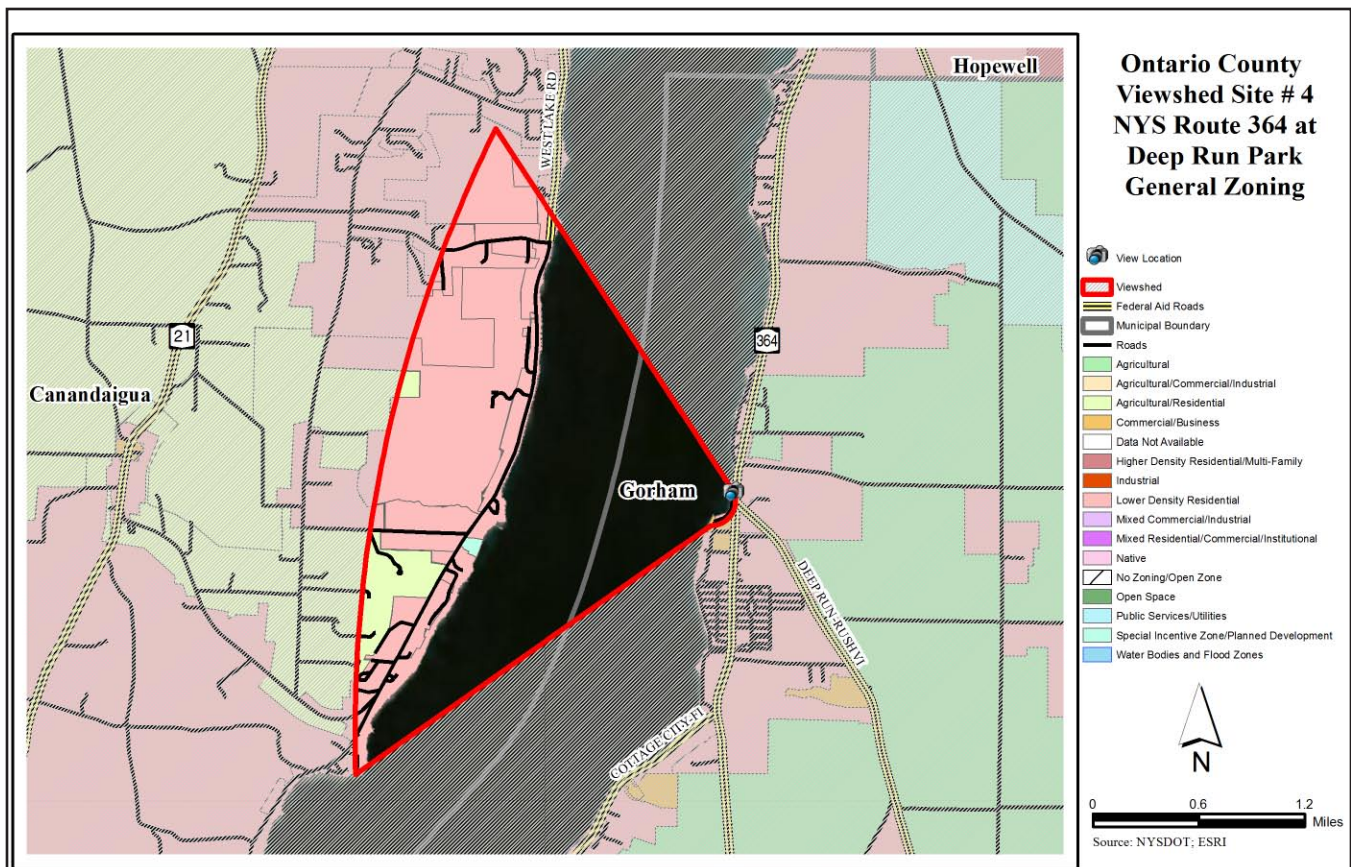 Hopewell
WEST LAKE RD
21
364
Canandaigua
Gorham
DEEP RUN-RUSHVI
COTTAGE CITY-FI
Ontario County
Viewshed Site # 4
NYS Route 364 at
Deep Run Park
General Zoning
View Location
Viewshed
Federal Aid Roads
Municipal Boundary
Roads
Agricultural
Agricultural/Commercial/Industrial
Agricultural/Residential
Commercial/Business
Data Not Available
Higher Density Residential/Multi-Family
Industrial
Lower Density Residential
Mixed Commercial/Industrial
Mixed Residential/Commercial/Institutional
Native
No Zoning/Open Zone
Open Space
Public Services/Utilities
Special Incentive Zone/Planned Development
Water Bodies and Flood Zones
N
0 0.6 1.2
Miles
Source: NYSDOT; ESRI